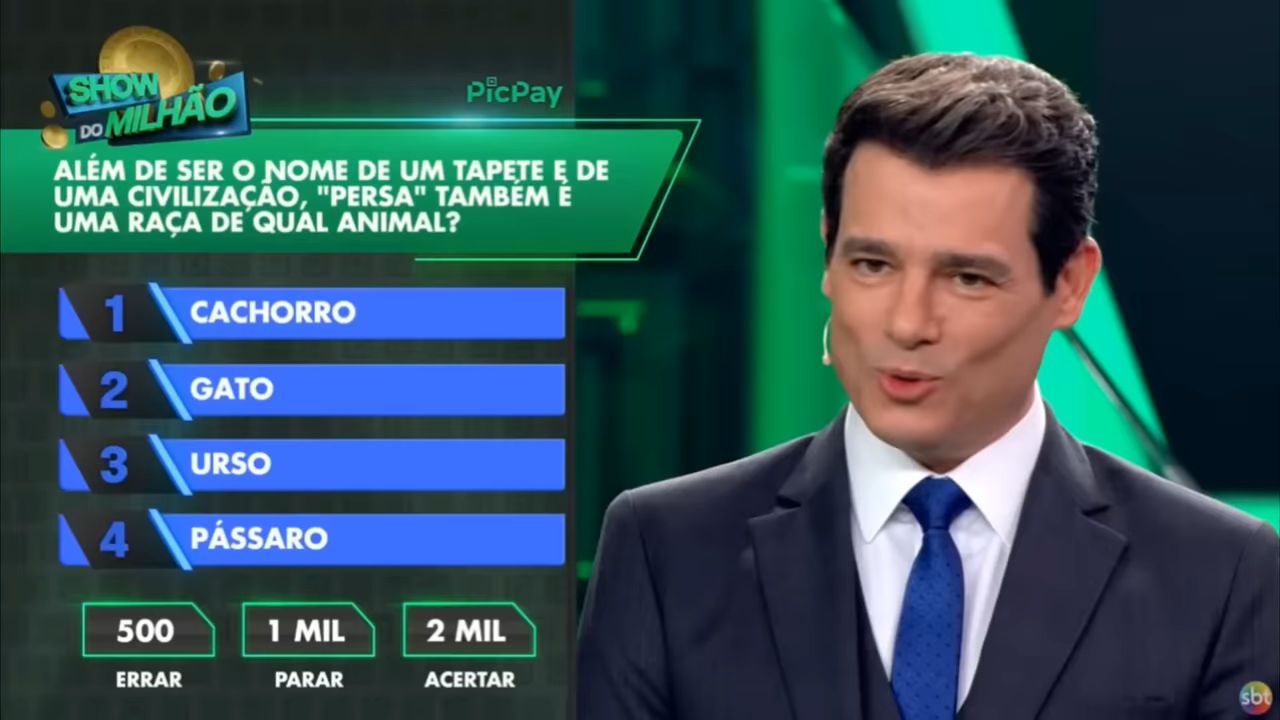 SHOW
DO MILHÃO
PicPay
ALÉM DE SER O NOME DE UM TAPETE E DE
UMA CIVILIZAÇÃO, "PERSA" TAMBÉM É
UMA RAÇA DE QUAL ANIMAL?
1 CACHORRO
2 GATO
3 URSO
4 PÁSSARO
500 1 MIL 2 MIL
ERRAR PARAR ACERTAR
sbt